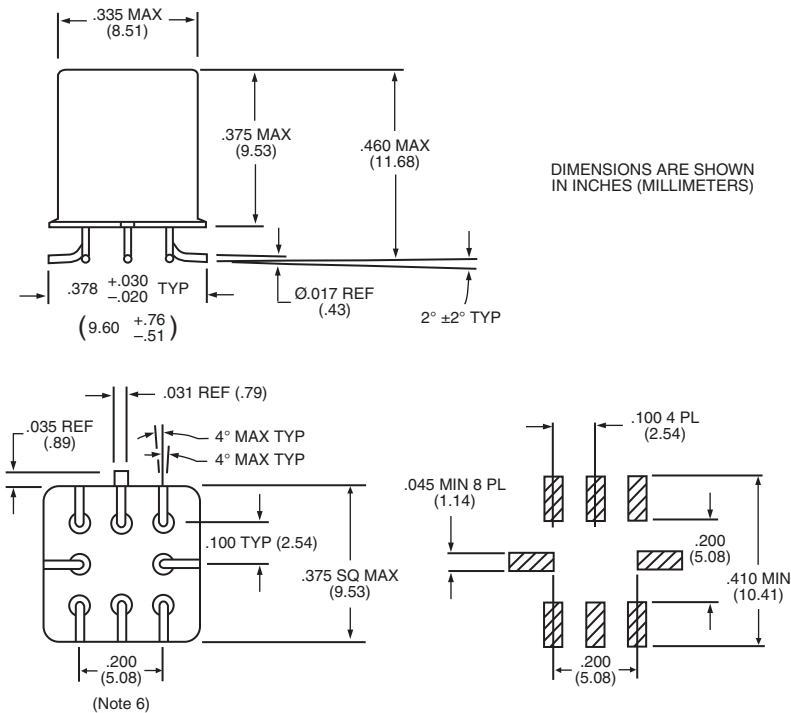 .335 MAX
(8.51)
.375 MAX
(9.53)
.460 MAX
(11.68)
DIMENSIONS ARE SHOWN
IN INCHES (MILLIMETERS)
.378 +.030 –.020 TYP
(9.60 +.76 –.51)
Ø.017 REF
(.43)
2° ±2° TYP
.031 REF (.79)
.035 REF
(.89)
4° MAX TYP
4° MAX TYP
.100 TYP (2.54)
.375 SQ MAX
(9.53)
.200
(5.08)
(Note 6)
.100 4 PL
(2.54)
.045 MIN 8 PL
(1.14)
.200
(5.08)
.410 MIN
(10.41)
.200
(5.08)